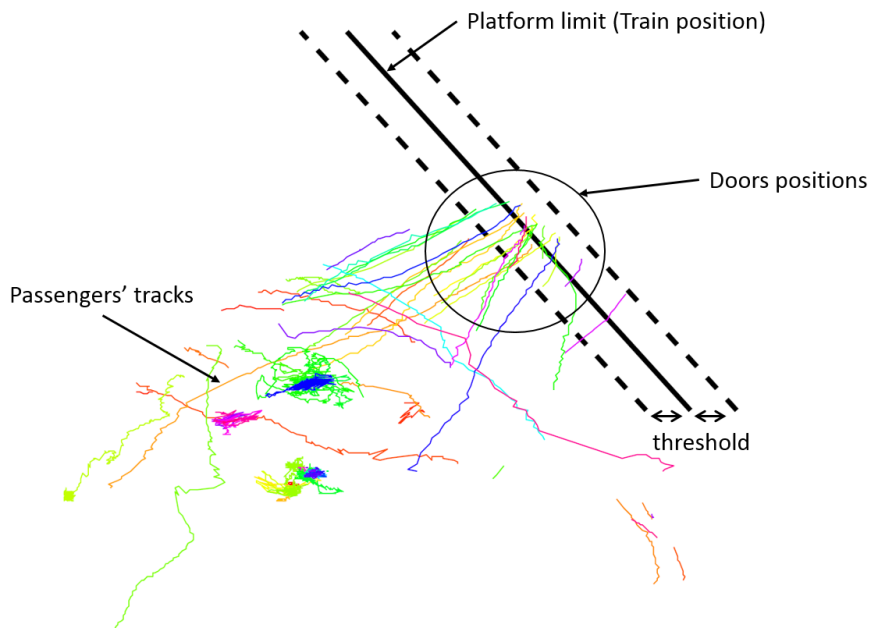 Platform limit (Train position)
Doors positions
Passengers’ tracks
threshold